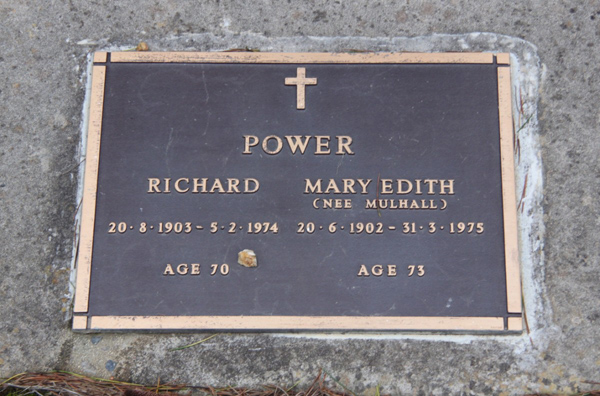 POWER
RICHARD MARY EDITH
(NEE MULHALL)
20·8·1903-5·2·1974 20·6·1902-31·3·1975
AGE 70 AGE 73